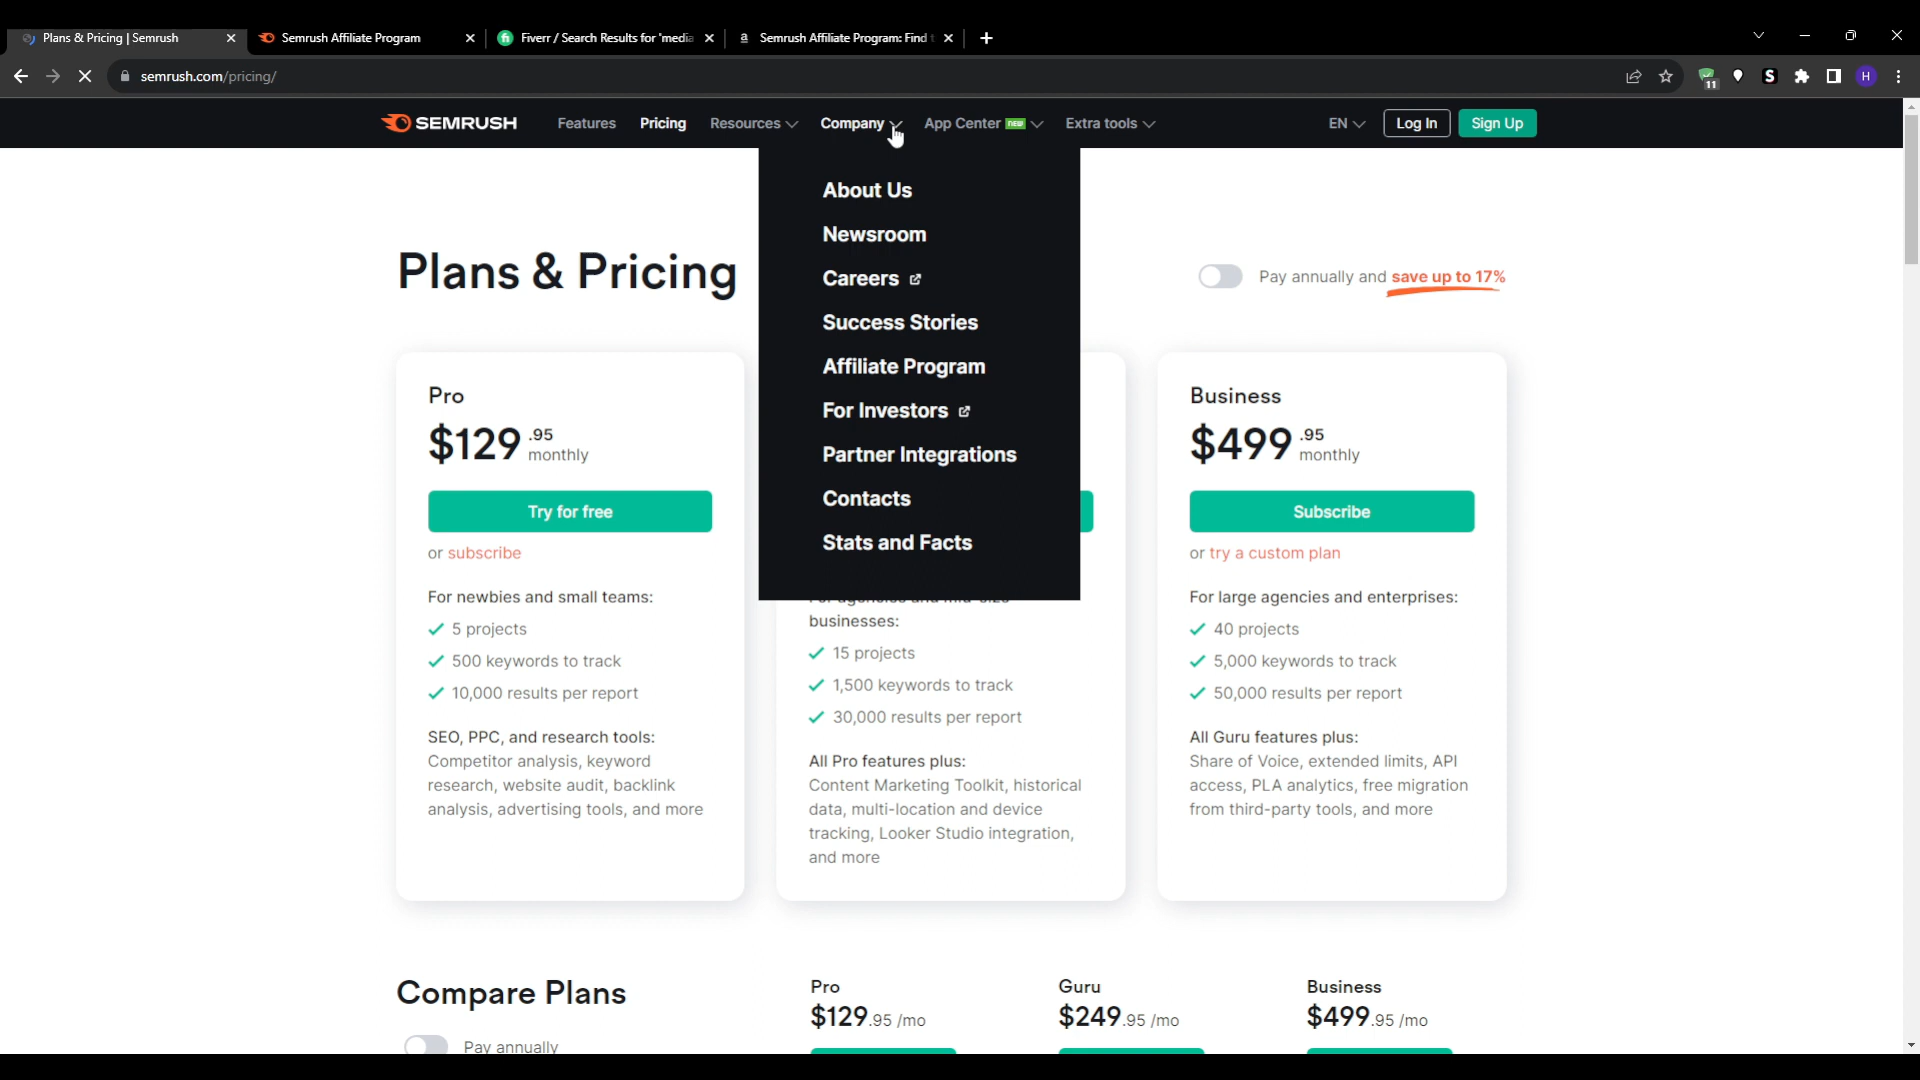 Plans & Pricing | Semrush
Semrush Affiliate Program
Fiverr / Search Results for 'media
Semrush Affiliate Program: Find t
semrush.com/pricing/
11
S
H
SEMRUSH
Features
Pricing
Resources
Company
App Center NEW
Extra tools
EN
Log In
Sign Up
About Us
Newsroom
Careers
Success Stories
Affiliate Program
For Investors
Partner Integrations
Contacts
Stats and Facts
Plans & Pricing
Pay annually and save up to 17%
Pro
$129.95 monthly
Try for free
or subscribe
For newbies and small teams:
5 projects
500 keywords to track
10,000 results per report
SEO, PPC, and research tools:
Competitor analysis, keyword
research, website audit, backlink
analysis, advertising tools, and more
businesses:
15 projects
1,500 keywords to track
30,000 results per report
All Pro features plus:
Content Marketing Toolkit, historical
data, multi-location and device
tracking, Looker Studio integration,
and more
Business
$499.95 monthly
Subscribe
or try a custom plan
For large agencies and enterprises:
40 projects
5,000 keywords to track
50,000 results per report
All Guru features plus:
Share of Voice, extended limits, API
access, PLA analytics, free migration
from third-party tools, and more
Compare Plans
Pay annually
Pro
$129.95 /mo
Guru
$249.95 /mo
Business
$499.95 /mo